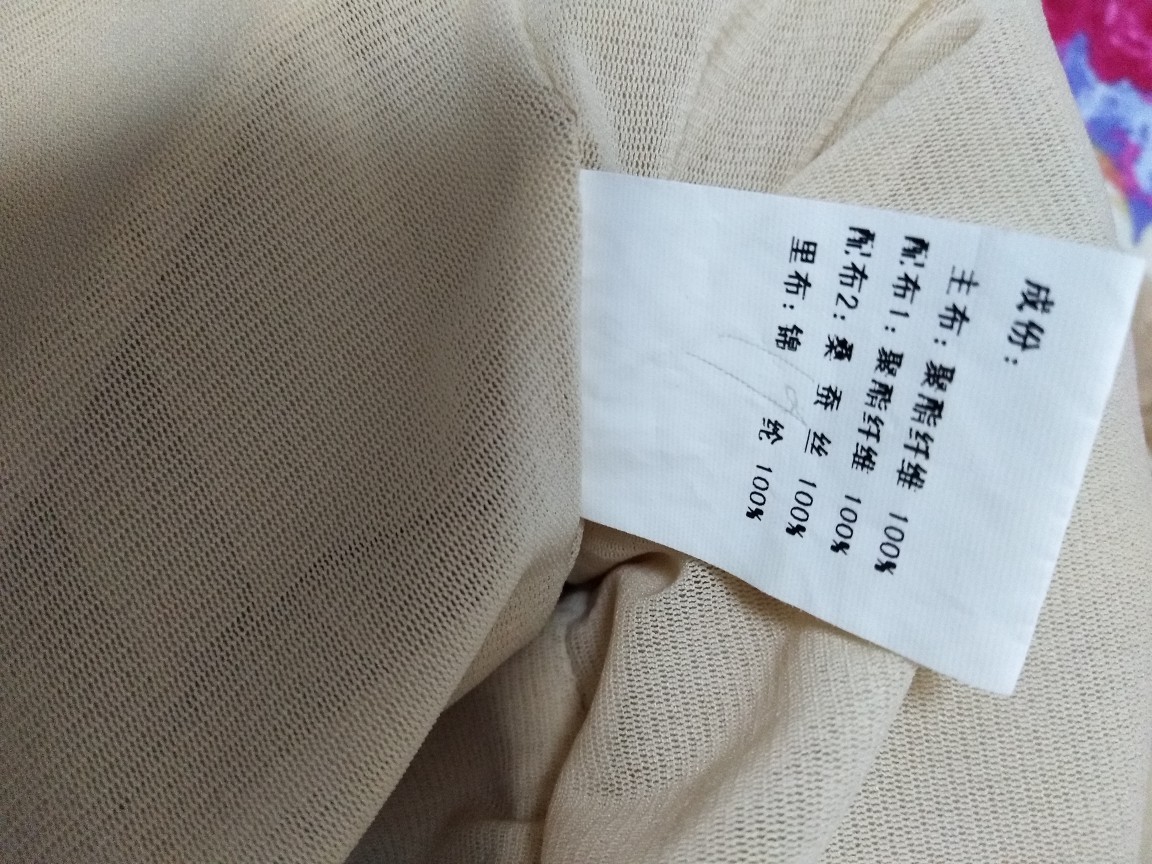 成份：
主布：聚酯纤维 100%
配布1：聚酯纤维 100%
配布2：桑蚕丝 100%
里布：锦纶 100%